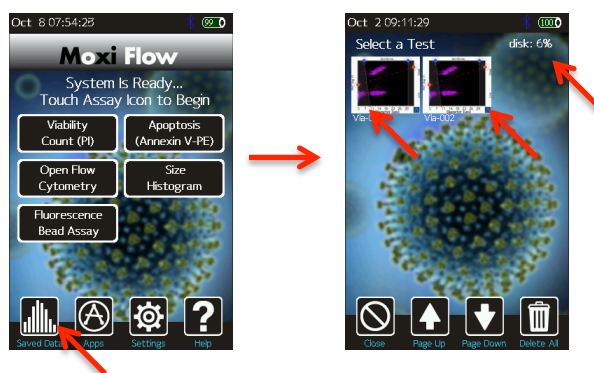 Oct 8 07:54:28
99
Moxi Flow
System Is Ready...
Touch Assay Icon to Begin
Viability
Count (PI)
Apoptosis
(Annexin V-PE)
Open Flow
Cytometry
Size
Histogram
Fluorescence
Bead Assay
Saved Data
Apps
Settings
Help
Oct 2 09:11:29
100
Select a Test
disk: 6%
Via-002
Close
Page Up
Page Down
Delete All